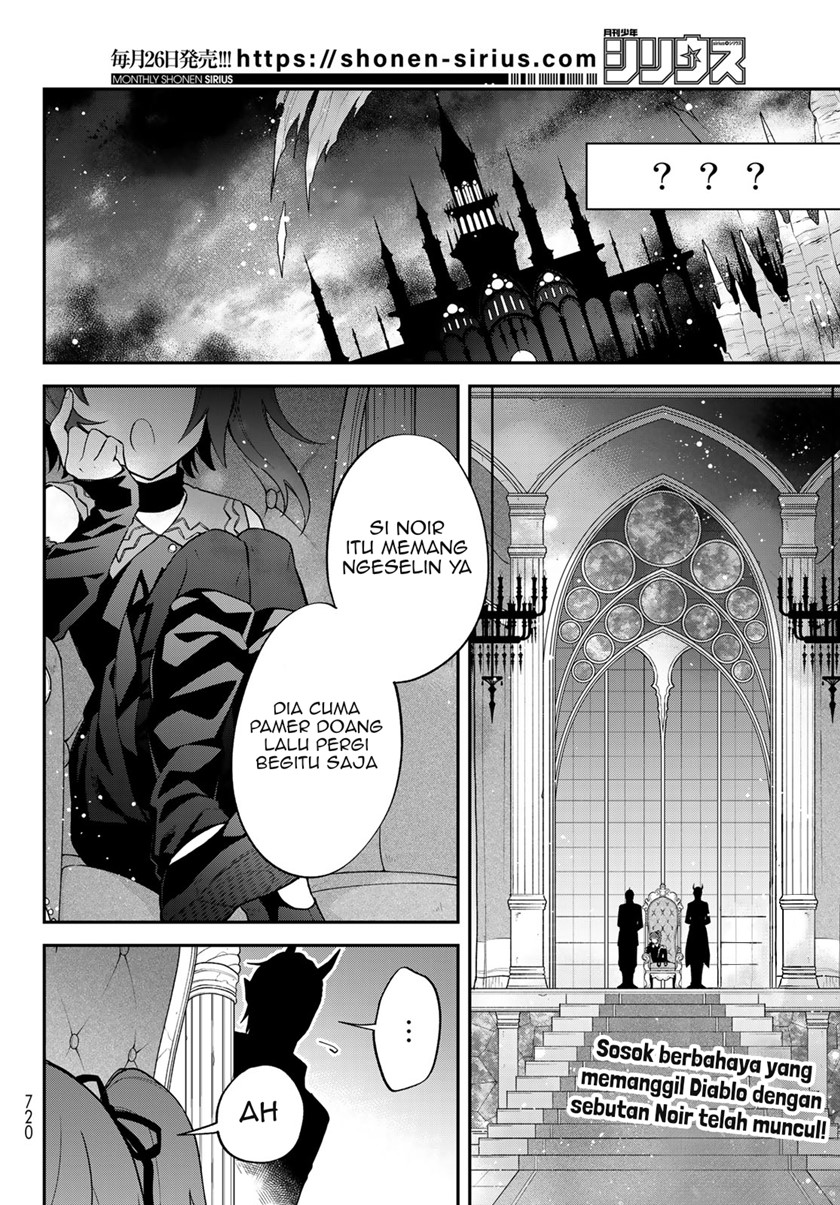 毎月26日発売!!! https://shonen-sirius.com
MONTHLY SHONEN SIRIUS
月刊少年
シリウス
？ ？ ？
SI NOIR
ITU MEMANG
NGESELIN YA
DIA CUMA
PAMER DOANG
LALU PERGI
BEGITU SAJA
Sosok berbahaya yang
memanggil Diablo dengan
sebutan Noir telah muncul!
...
AH
720